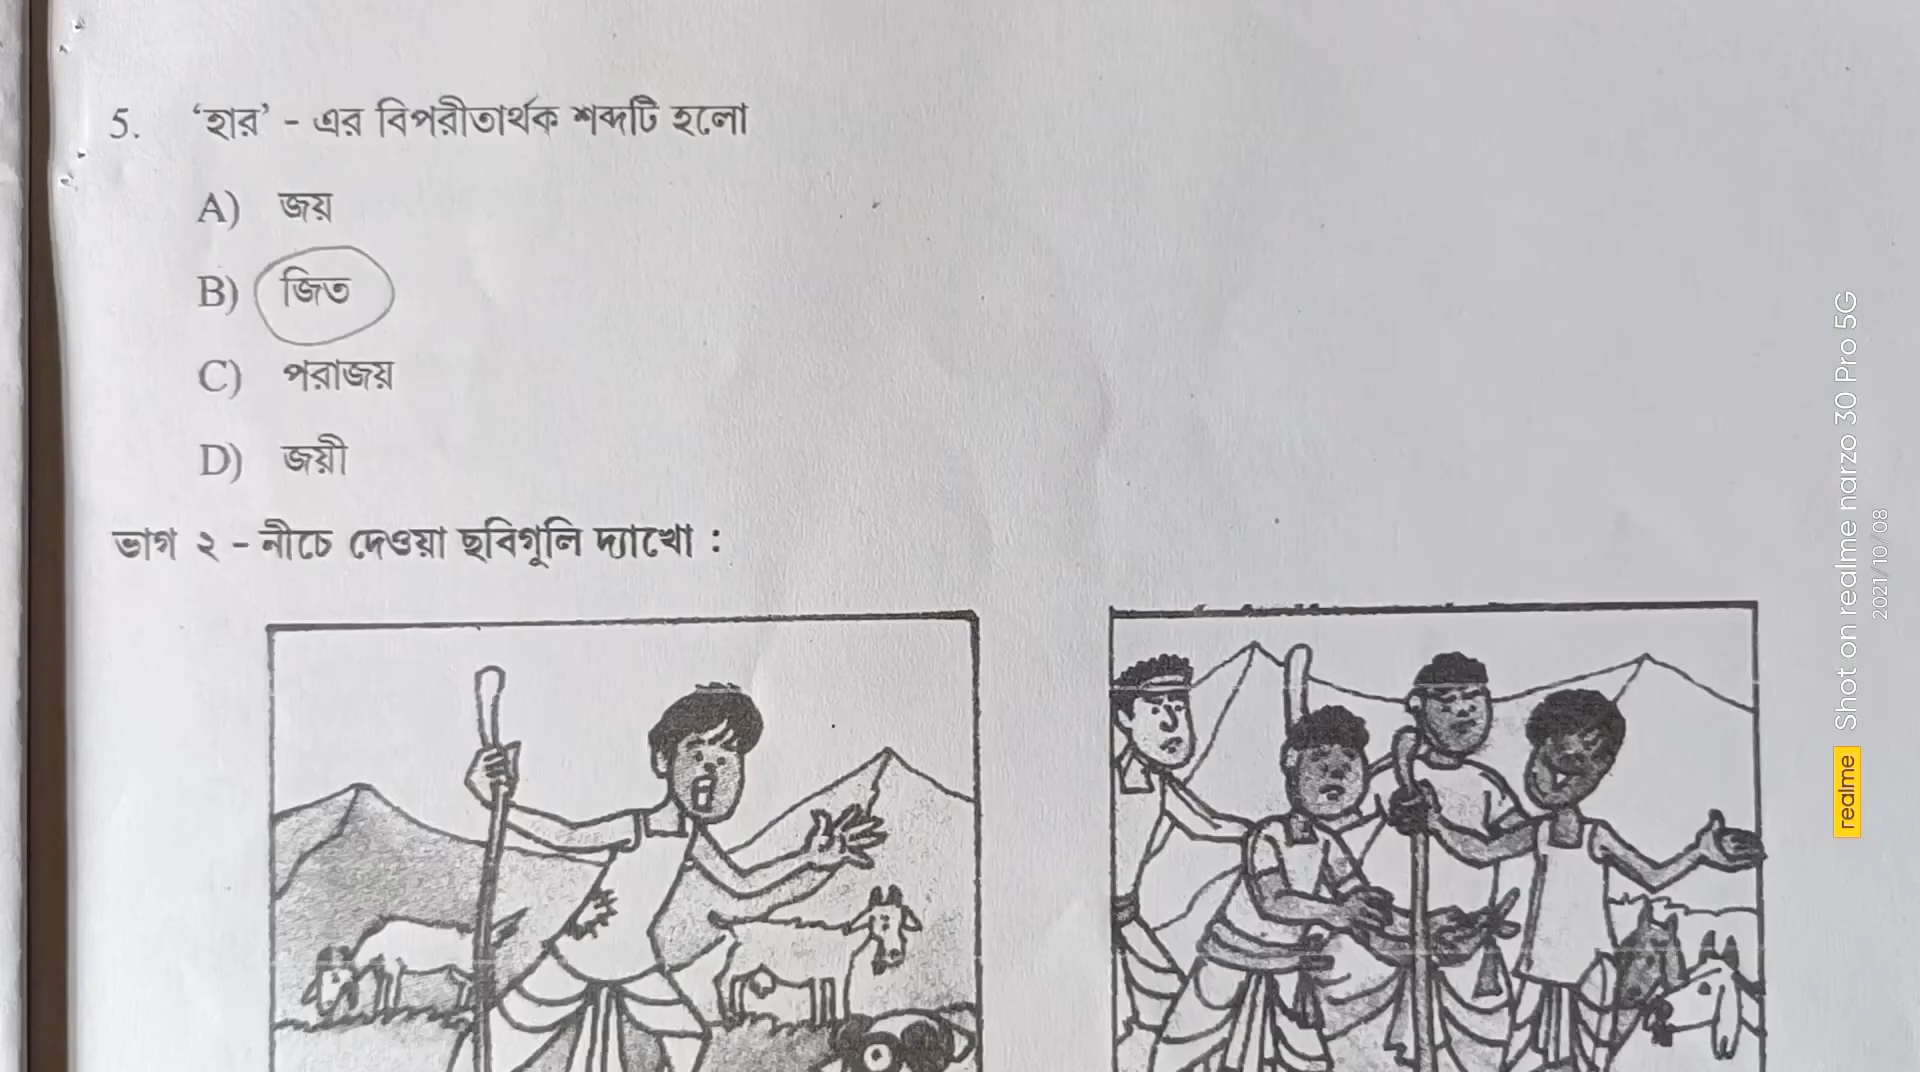 5. ‘হার’ - এর বিপরীতার্থক শব্দটি হলো
A) জয়
B) জিত
C) পরাজয়
D) জয়ী
ভাগ ২ - নীচে দেওয়া ছবিগুলি দ্যাখো :
realme Shot on realme narzo 30 Pro 5G
2021/10/08